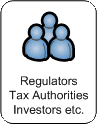 Regulators
Tax Authorities
Investors etc.